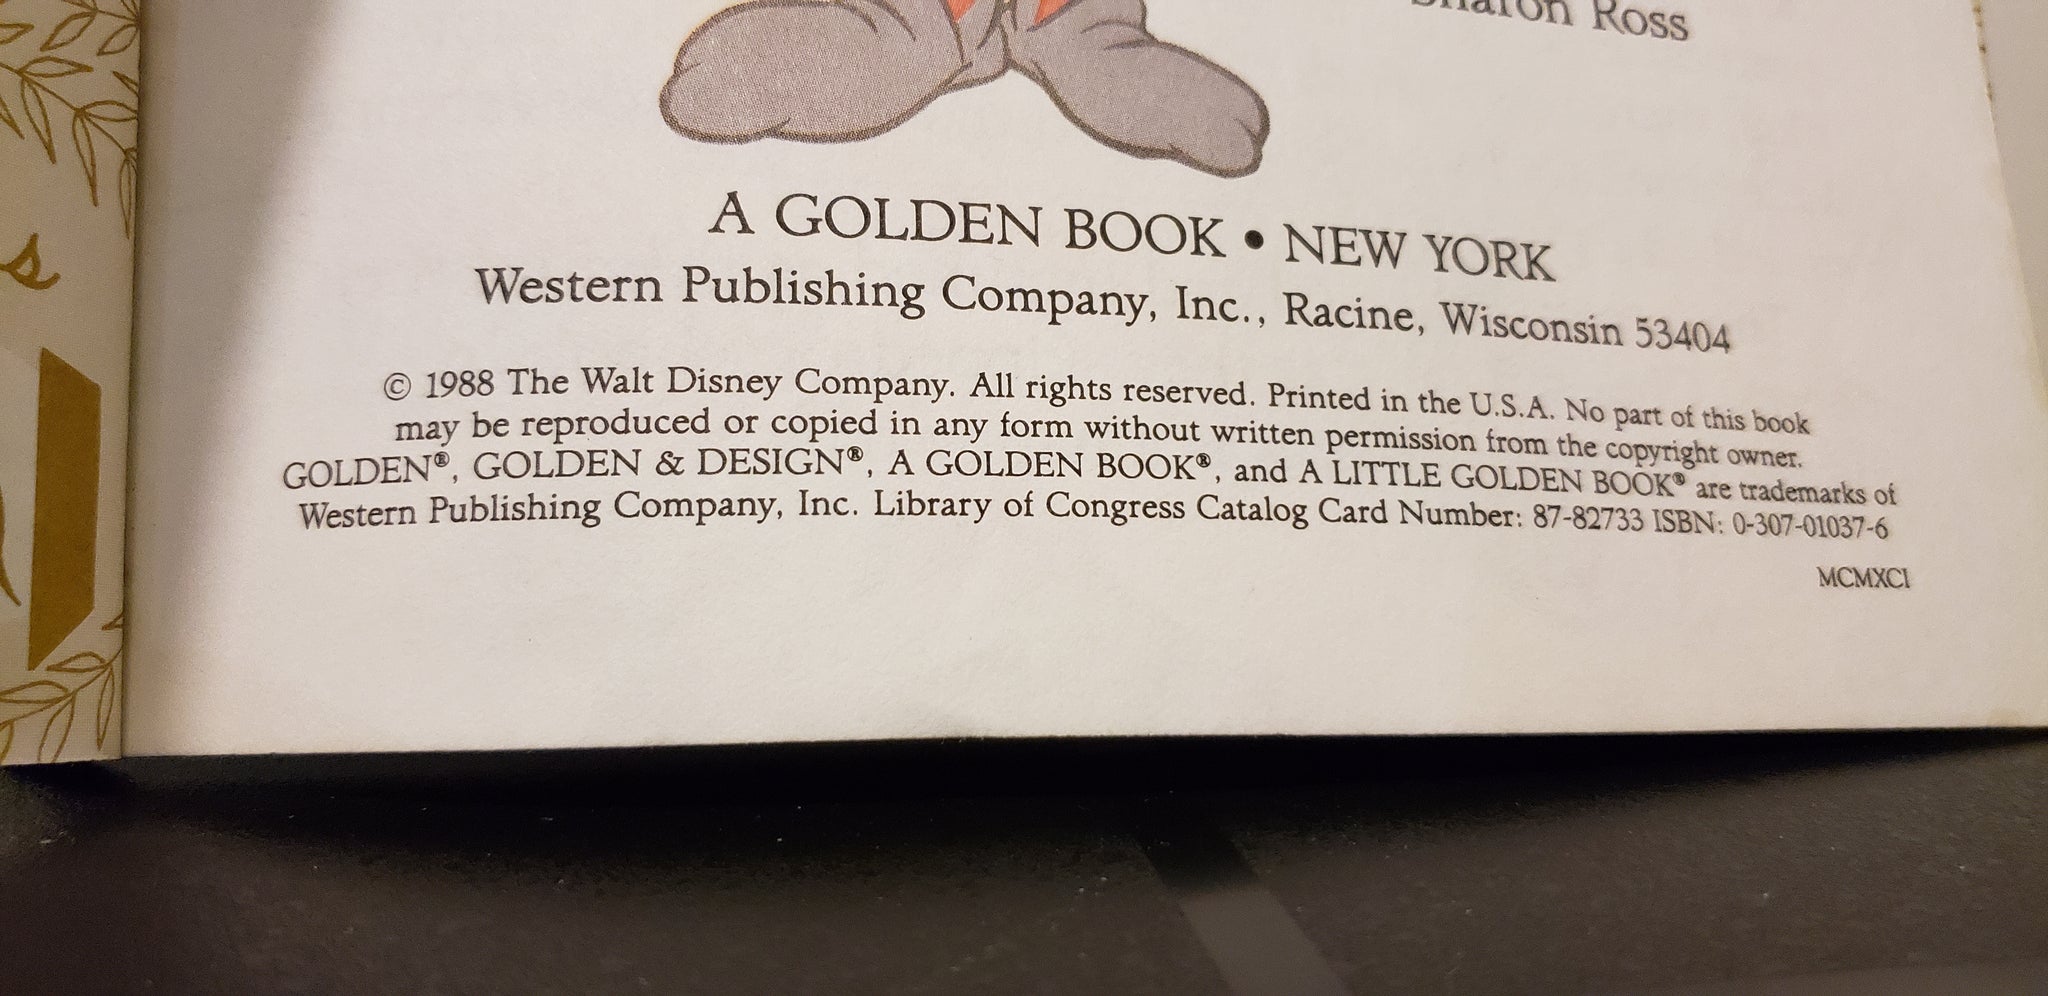 Sharon Ross
A GOLDEN BOOK • NEW YORK
Western Publishing Company, Inc., Racine, Wisconsin 53404
© 1988 The Walt Disney Company. All rights reserved. Printed in the U.S.A. No part of this book
may be reproduced or copied in any form without written permission from the copyright owner.
GOLDEN®, GOLDEN & DESIGN®, A GOLDEN BOOK®, and A LITTLE GOLDEN BOOK® are trademarks of
Western Publishing Company, Inc. Library of Congress Catalog Card Number: 87-82733 ISBN: 0-307-01037-6
MCMXCI